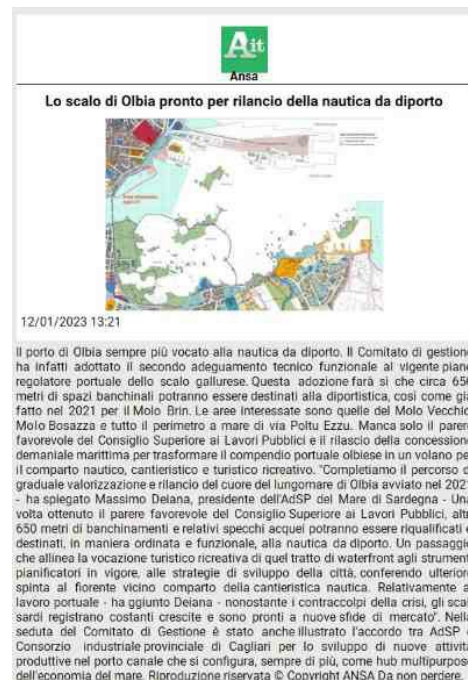 Ait
Ansa
Lo scalo di Olbia pronto per rilancio della nautica da diporto
12/01/2023 13:21
Il porto di Olbia sempre più vocato alla nautica da diporto. Il Comitato di gestione
ha infatti adottato il secondo adeguamento tecnico funzionale al vigente piano
regolatore portuale dello scalo gallurese. Questa adozione farà sì che circa 650
metri di spazi banchinali potranno essere destinati alla diportistica, così come già
fatto nel 2021 per il Molo Brin. Le aree interessate sono quelle del Molo Vecchio
Molo Bosazza e tutto il perimetro a mare di via Poltu Ezzu. Manca solo il parere
favorevole del Consiglio Superiore ai Lavori Pubblici e il rilascio della concessione
demaniale marittima per trasformare il compendio portuale olbiese in un volano per
il comparto nautico, cantieristico e turistico ricreativo. "Completiamo il percorso d
graduale valorizzazione e rilancio del cuore del lungomare di Olbia avviato nel 2021
- ha spiegato Massimo Deiana, presidente dell'AdSP del Mare di Sardegna - Una
volta ottenuto il parere favorevole del Consiglio Superiore ai Lavori Pubblici, altri
650 metri di banchinamenti e relativi specchi acquei potranno essere riqualificati e
destinati, in maniera ordinata e funzionale, alla nautica da diporto. Un passaggio
che allinea la vocazione turistico ricreativa di quel tratto di waterfront agli strumenti
pianificatori in vigore, alle strategie di sviluppo della città, conferendo ulteriore
spinta al fiorente vicino comparto della cantieristica nautica. Relativamente al
lavoro portuale - ha ggiunto Deiana - nonostante i contraccolpi della crisi, gli scal
sardi registrano costanti crescite e sono pronti a nuove sfide di mercato". Nella
seduta del Comitato di Gestione è stato anche illustrato l'accordo tra AdSP e
Consorzio industriale provinciale di Cagliari per lo sviluppo di nuove attività
produttive nel porto canale che si configura, sempre di più, come hub multipurpose
dell'economia del mare. Riproduzione riservata © Copyright ANSA Da non perdere.